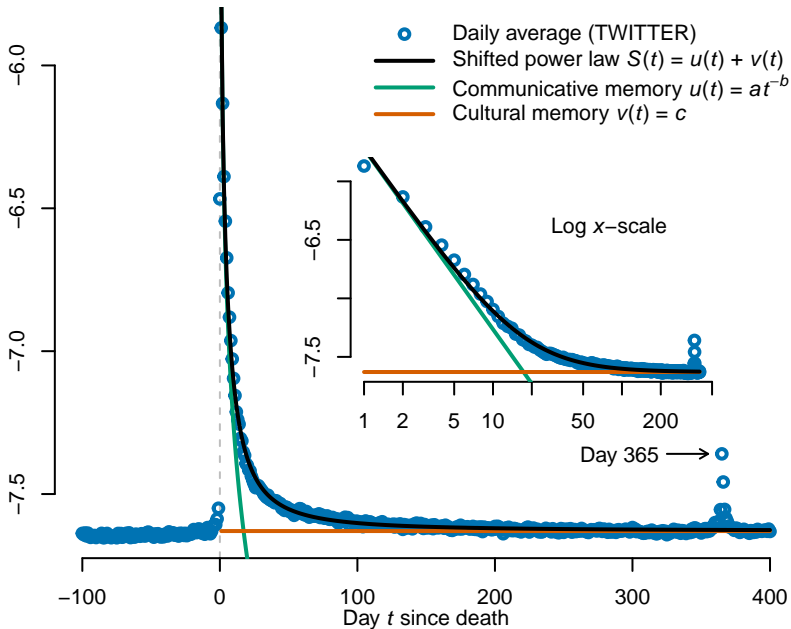 Daily average (TWITTER)
Shifted power law S(t) = u(t) + v(t)
Communicative memory u(t) = at^−b
Cultural memory v(t) = c
−6.0
−6.5
−7.0
−7.5
Log x−scale
−6.5
−7.5
1 2 5 10 50 200
Day 365
−100 0 100 200 300 400
Day t since death